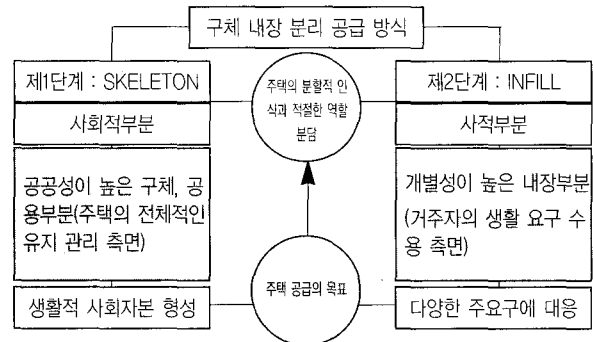 구체 내장 분리 공급 방식
제1단계 : SKELETON
사회적부분
공공성이 높은 구체, 공
용부분(주택의 전체적인
유지 관리 측면)
생활적 사회자본 형성
주택의 분할적 인
식과 적절한 역할
분담
주택 공급의 목표
제2단계 : INFILL
사적부분
개별성이 높은 내장부분
(거주자의 생활 요구 수
용 측면)
다양한 주요구에 대응